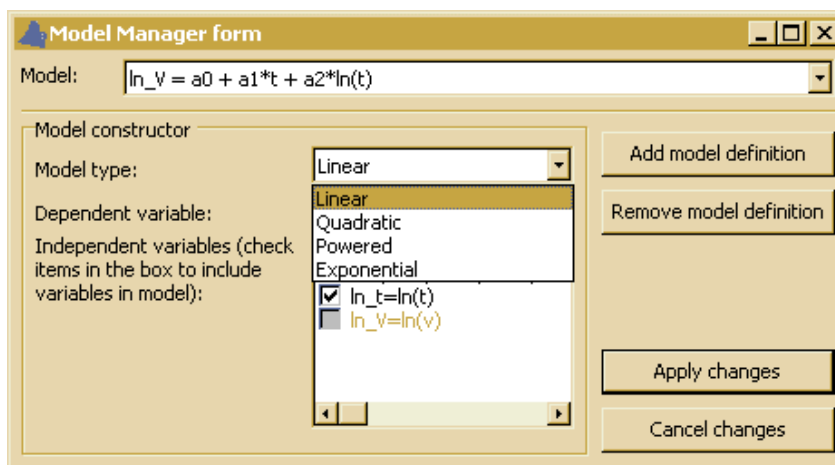 Model Manager form
Model:
ln_V = a0 + a1*t + a2*ln(t)
Model constructor
Model type:
Linear
Linear
Quadratic
Powered
Exponential
Dependent variable:
Independent variables (check
items in the box to include
variables in model):
ln_t=ln(t)
ln_V=ln(v)
Add model definition
Remove model definition
Apply changes
Cancel changes